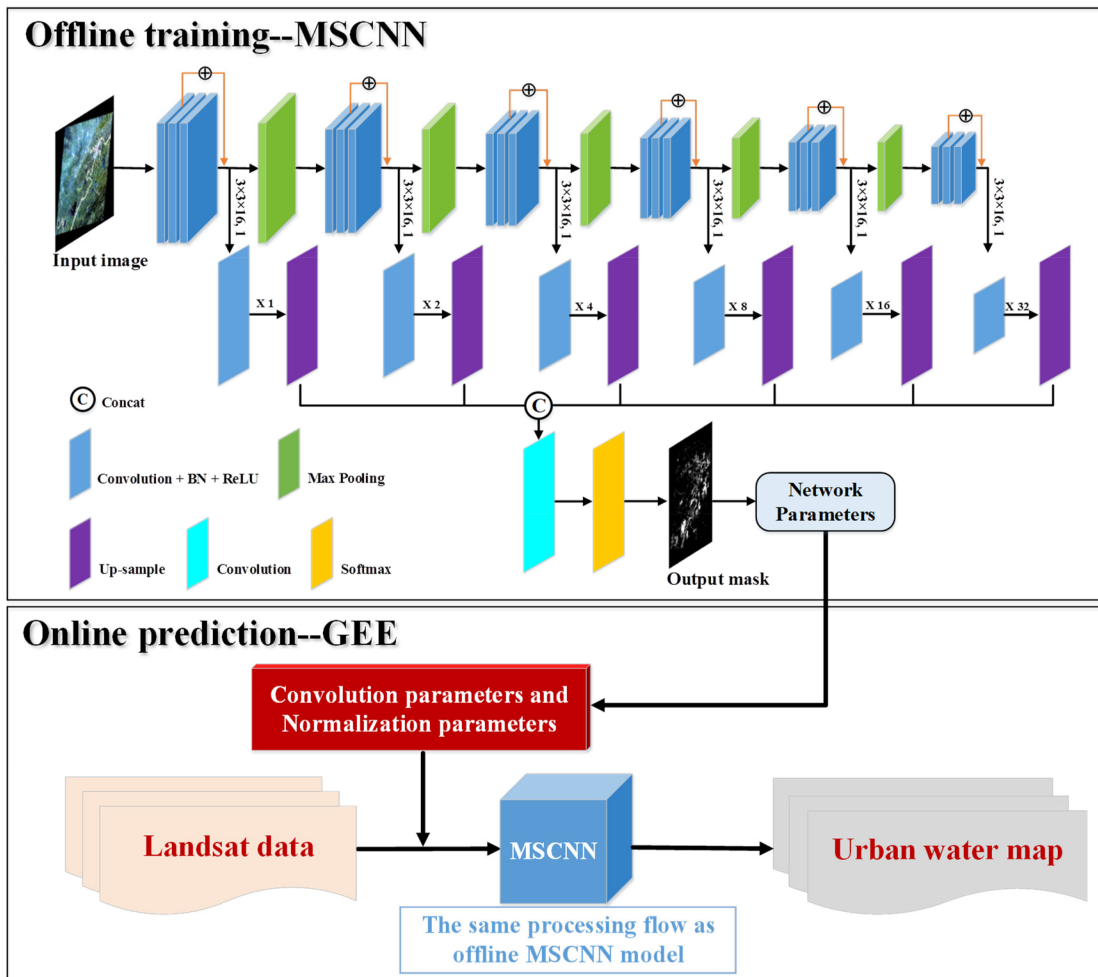 Offline training--MSCNN
⊕ ⊕ ⊕ ⊕ ⊕ ⊕
Input image
3×3×16, 1
3×3×16, 1
3×3×16, 1
3×3×16, 1
3×3×16, 1
3×3×16, 1
X 1
X 2
X 4
X 8
X 16
X 32
C Concat
C
Convolution + BN + ReLU
Max Pooling
Up-sample
Convolution
Softmax
Output mask
Network
Parameters
Online prediction--GEE
Convolution parameters and
Normalization parameters
Landsat data
MSCNN
Urban water map
The same processing flow as
offline MSCNN model